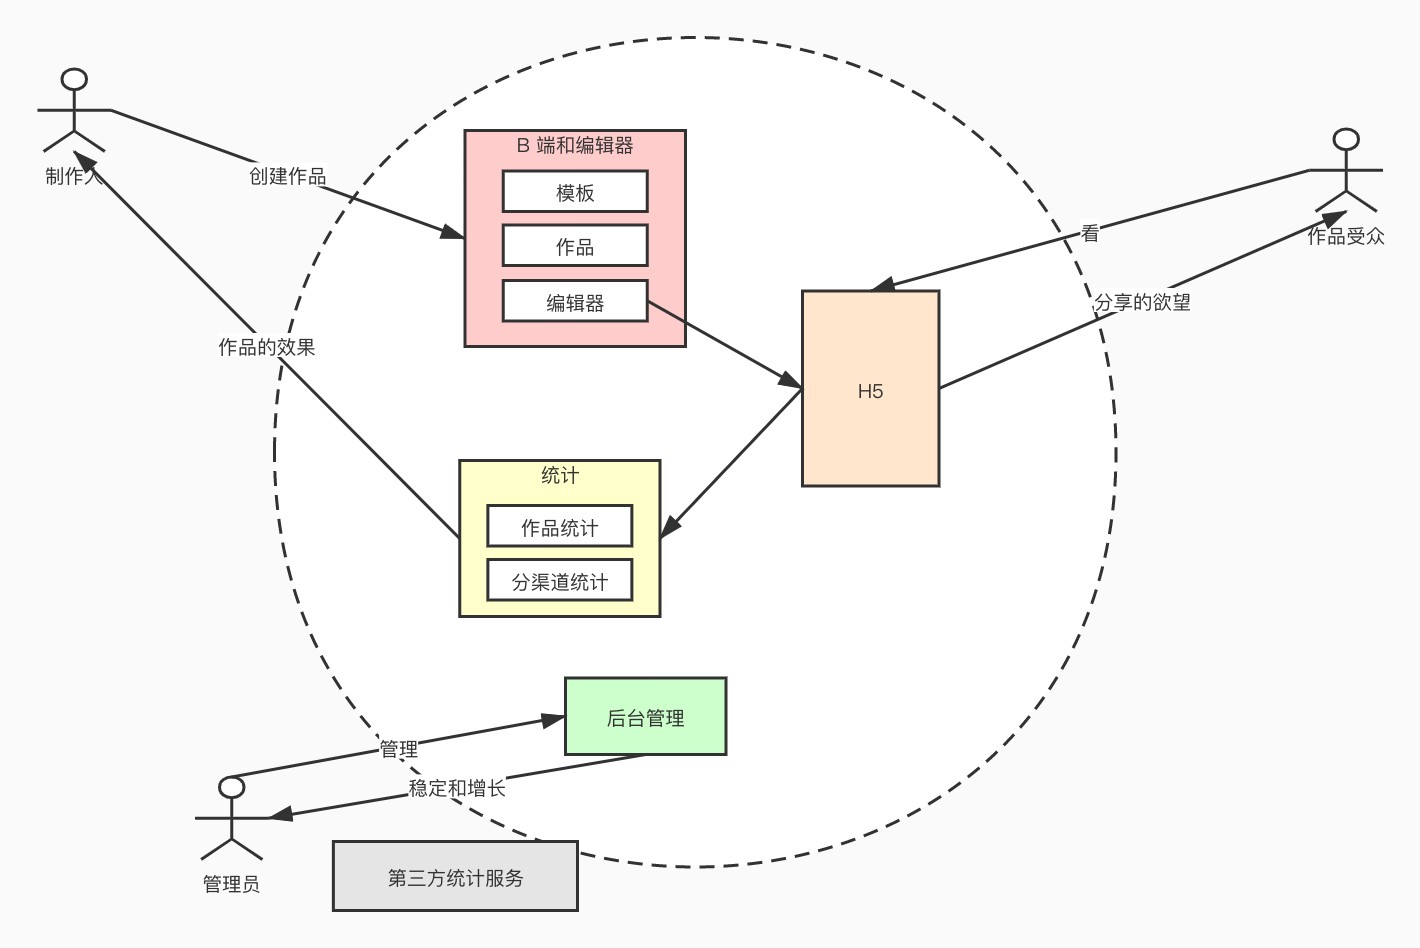 制作人
创建作品
B 端和编辑器
模板
作品
编辑器
看
作品受众
分享的欲望
作品的效果
H5
统计
作品统计
分渠道统计
后台管理
管理
稳定和增长
管理员
第三方统计服务